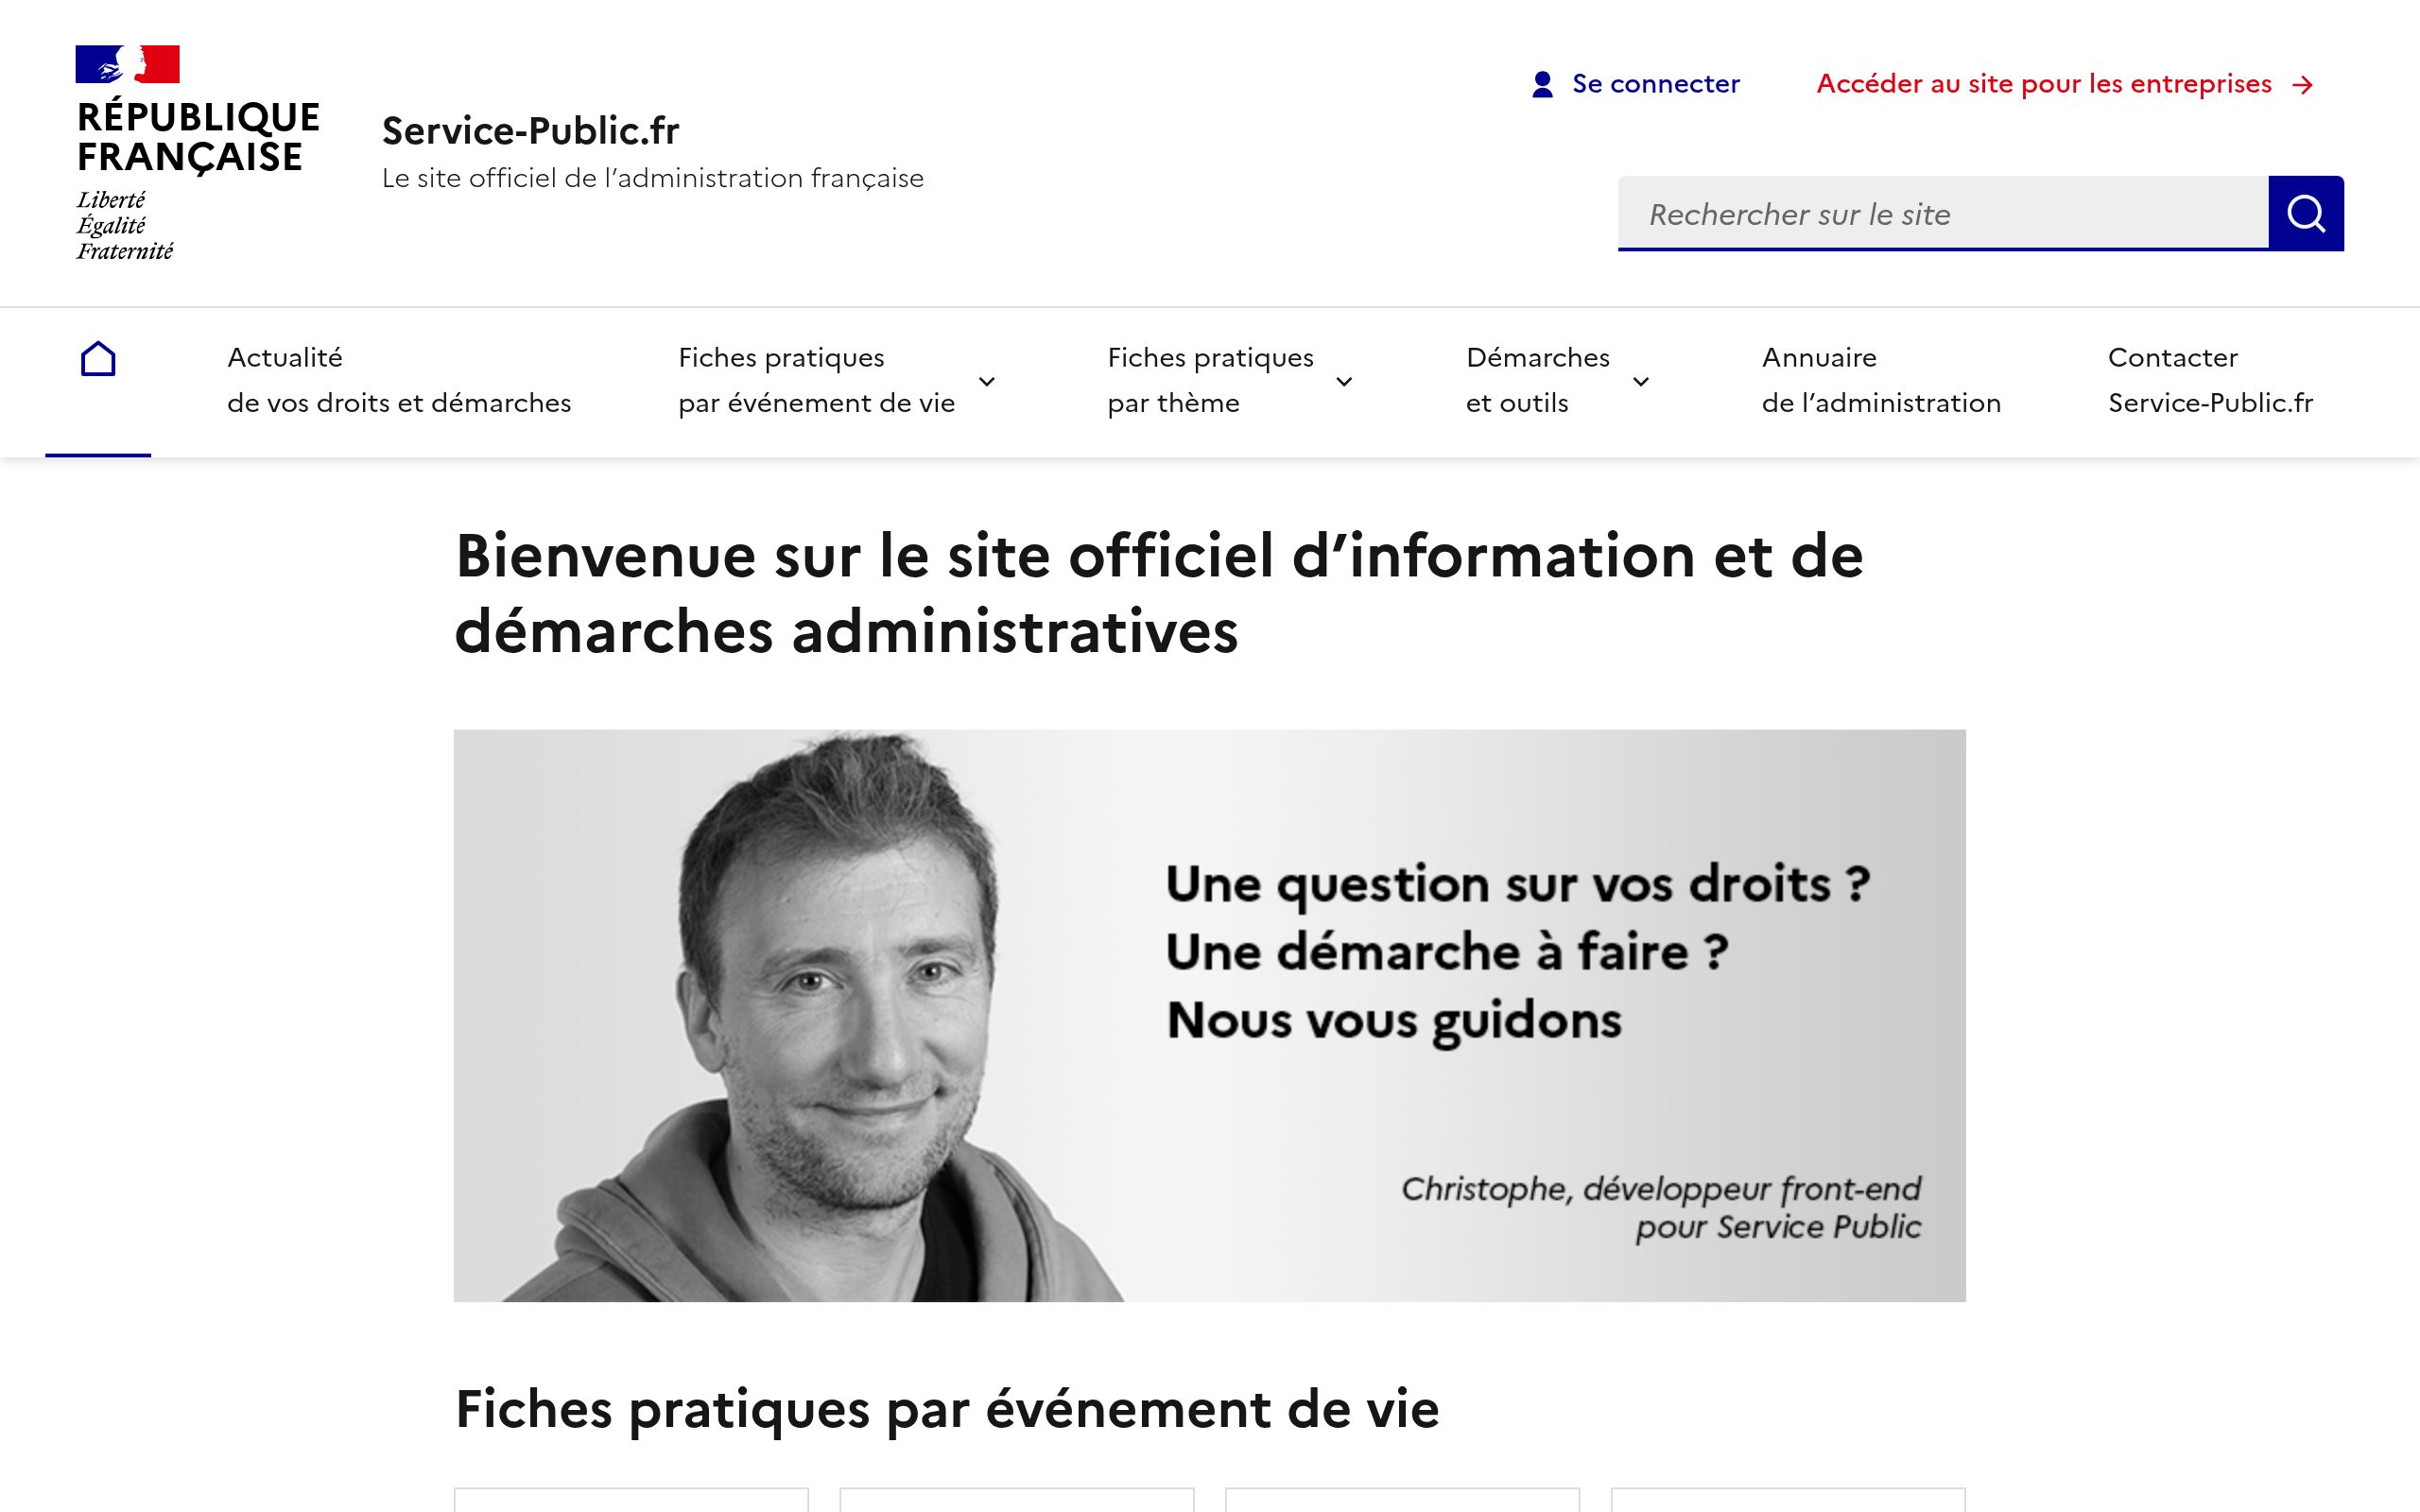 RÉPUBLIQUE
FRANÇAISE
Liberté
Égalité
Fraternité
Service-Public.fr
Le site officiel de l’administration française
Se connecter
Accéder au site pour les entreprises
Rechercher sur le site
Actualité
de vos droits et démarches
Fiches pratiques
par événement de vie
Fiches pratiques
par thème
Démarches
et outils
Annuaire
de l’administration
Contacter
Service-Public.fr
Bienvenue sur le site officiel d’information et de
démarches administratives
Une question sur vos droits ?
Une démarche à faire ?
Nous vous guidons
Christophe, développeur front-end
pour Service Public
Fiches pratiques par événement de vie